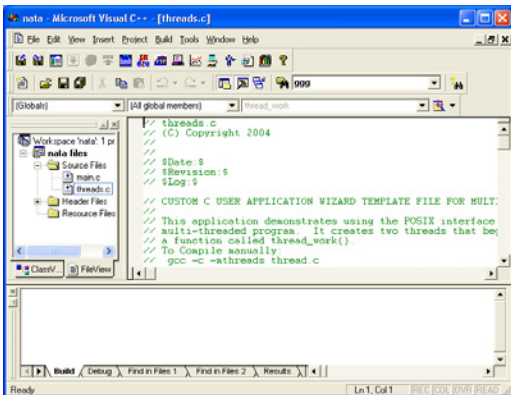 nata - Microsoft Visual C++ - [threads.c]
File Edit View Insert Project Build Tools Window Help
ggg
(Globals) (All global members) thread_work
Workspace 'nata': 1 pr
nata files
Source Files
main.c
threads.c
Header Files
Resource Files
ClassV... FileView
// threads.c
// (C) Copyright 2004
//
// $Date:$
// $Revision:$
// $Log:$
// CUSTOM C USER APPLICATION WIZARD TEMPLATE FILE FOR MULTI
//
// This application demonstrates using the POSIX interface
// multi-threaded program. It creates two threads that beg
// a function called thread_work().
// To Compile manually:
// gcc -c -mthreads thread.c
Build Debug Find in Files 1 Find in Files 2 Results
Ready Ln 1, Col 1 REC COL OVR READ